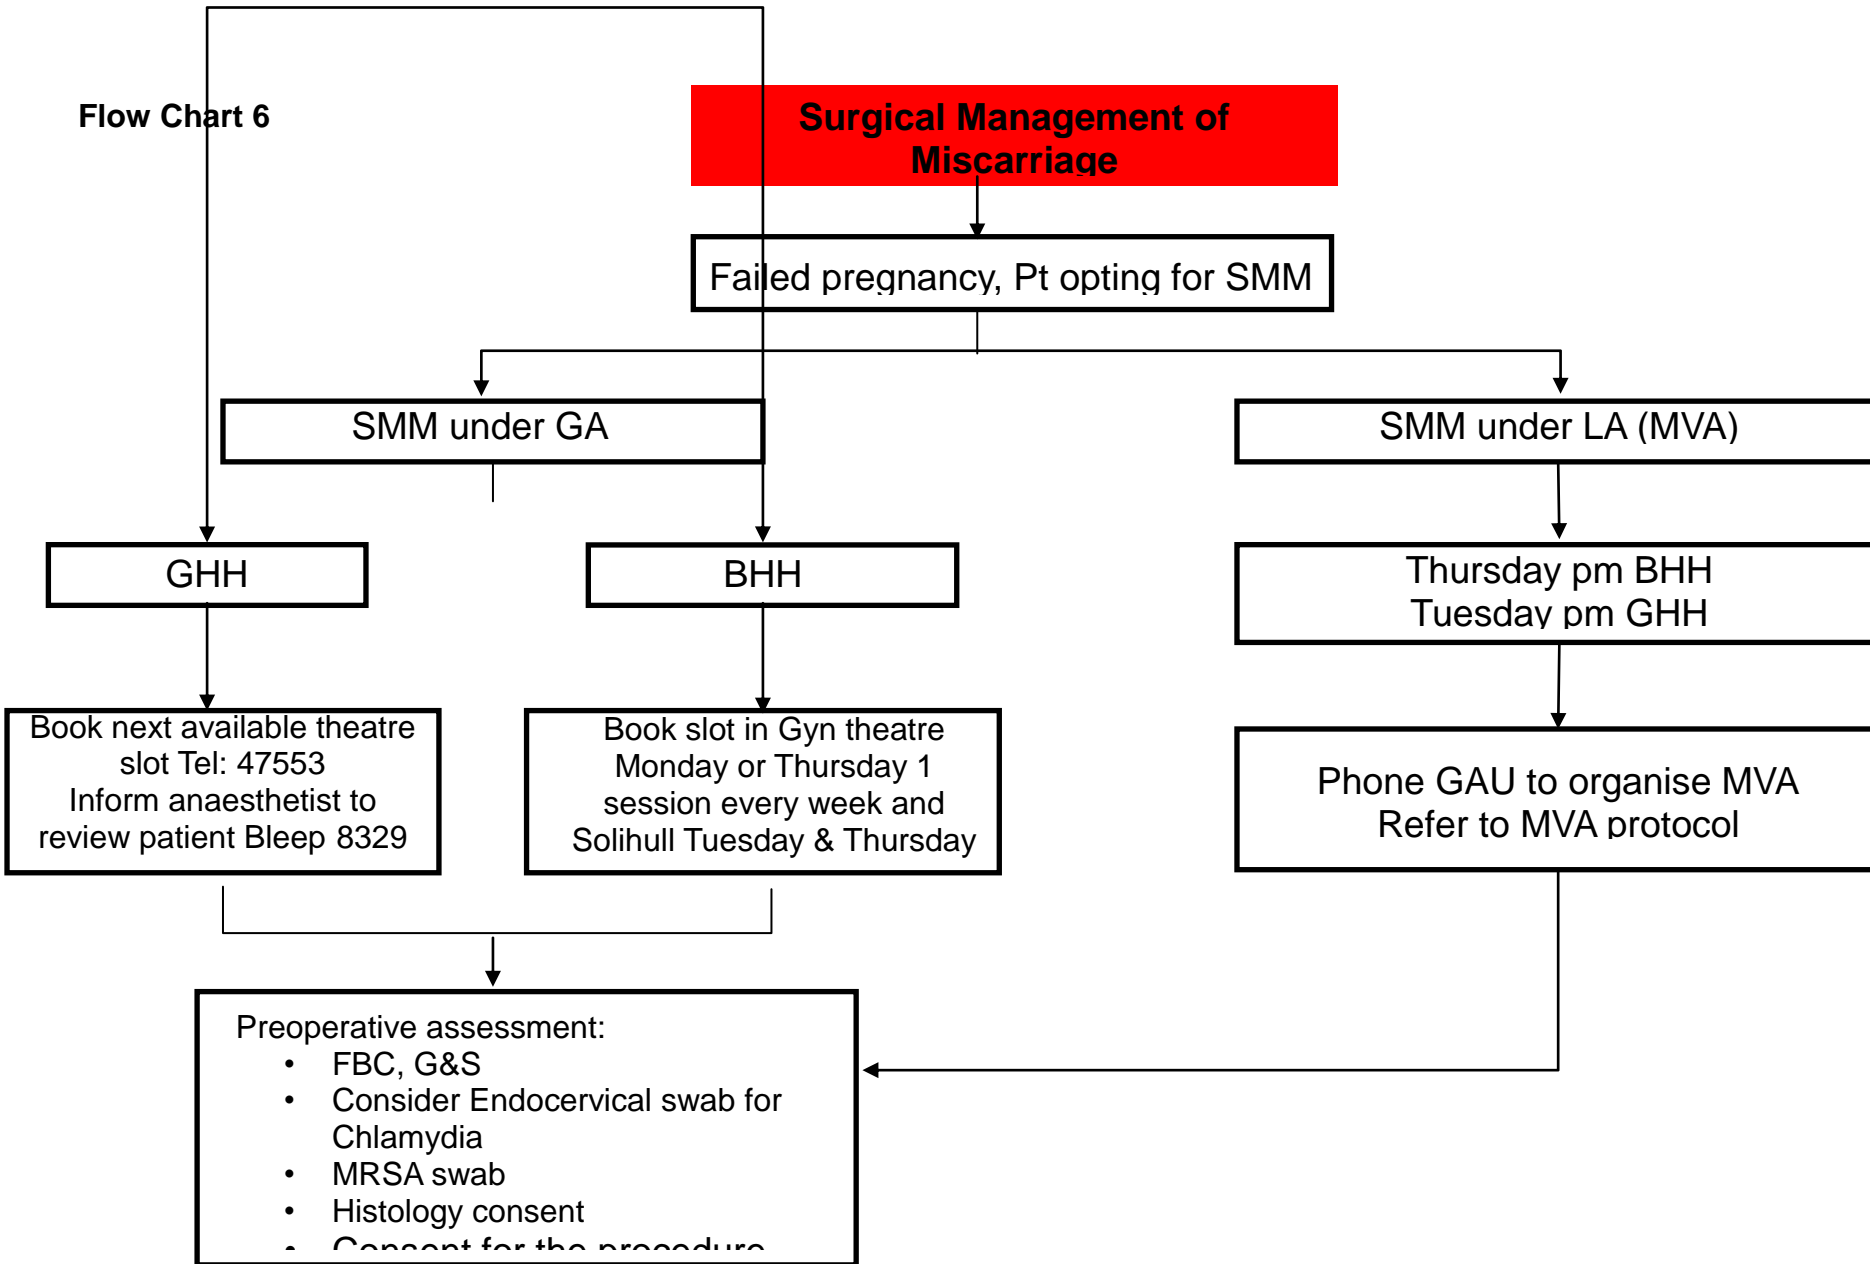 Flow Chart 6
Surgical Management of
Miscarriage
Failed pregnancy, Pt opting for SMM
SMM under GA
SMM under LA (MVA)
GHH
BHH
Thursday pm BHH
Tuesday pm GHH
Book next available theatre
slot Tel: 47553
Inform anaesthetist to
review patient Bleep 8329
Book slot in Gyn theatre
Monday or Thursday 1
session every week and
Solihull Tuesday & Thursday
Phone GAU to organise MVA
Refer to MVA protocol
Preoperative assessment:
• FBC, G&S
• Consider Endocervical swab for
Chlamydia
• MRSA swab
• Histology consent
• Consent for the procedure